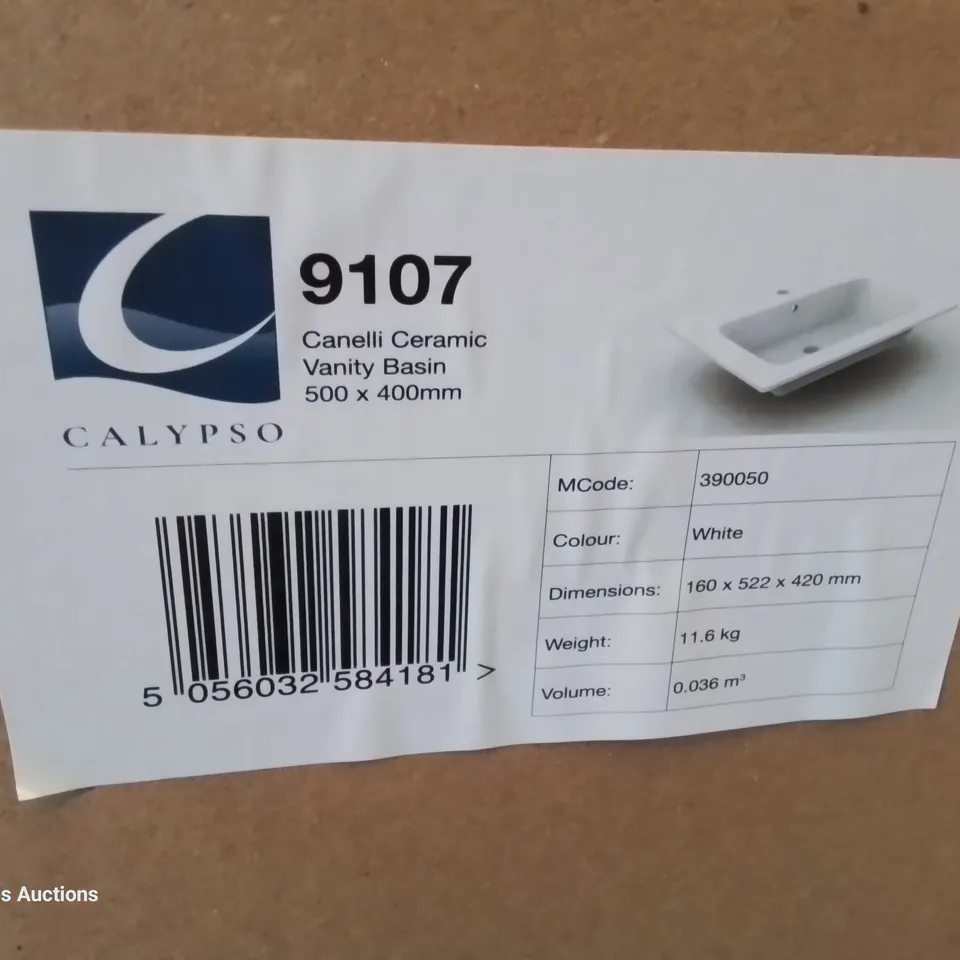 9107
Canelli Ceramic
Vanity Basin
500 x 400mm
CALYPSO
MCode: 390050
Colour: White
Dimensions: 160 x 522 x 420 mm
Weight: 11.6 kg
Volume: 0.036 m³
5 056032 584181 >
s Auctions